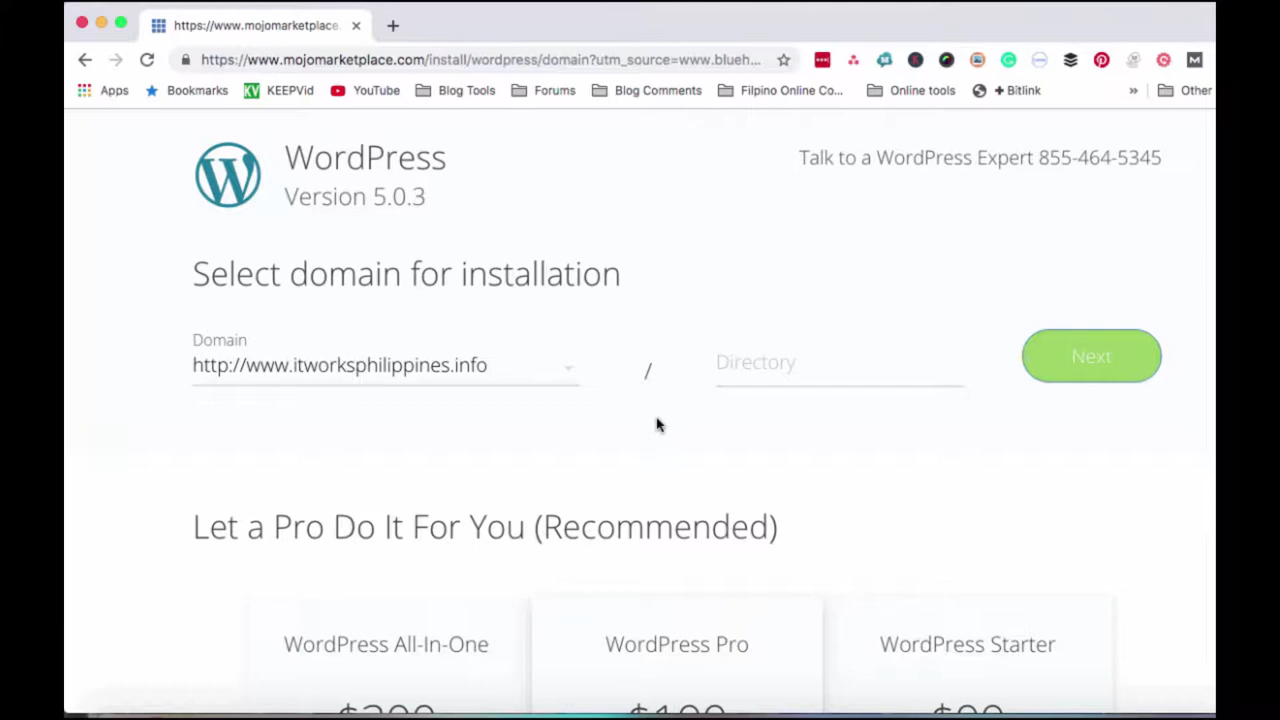 https://www.mojomarketplace.
https://www.mojomarketplace.com/install/wordpress/domain?utm_source=www.blueh...
Apps Bookmarks KEEPVid YouTube Blog Tools Forums Blog Comments Filpino Online Co... Online tools + Bitlink » Other
WordPress
Version 5.0.3
Talk to a WordPress Expert 855-464-5345
Select domain for installation
Domain
http://www.itworksphilippines.info
/
Directory
Next
Let a Pro Do It For You (Recommended)
WordPress All-In-One WordPress Pro WordPress Starter